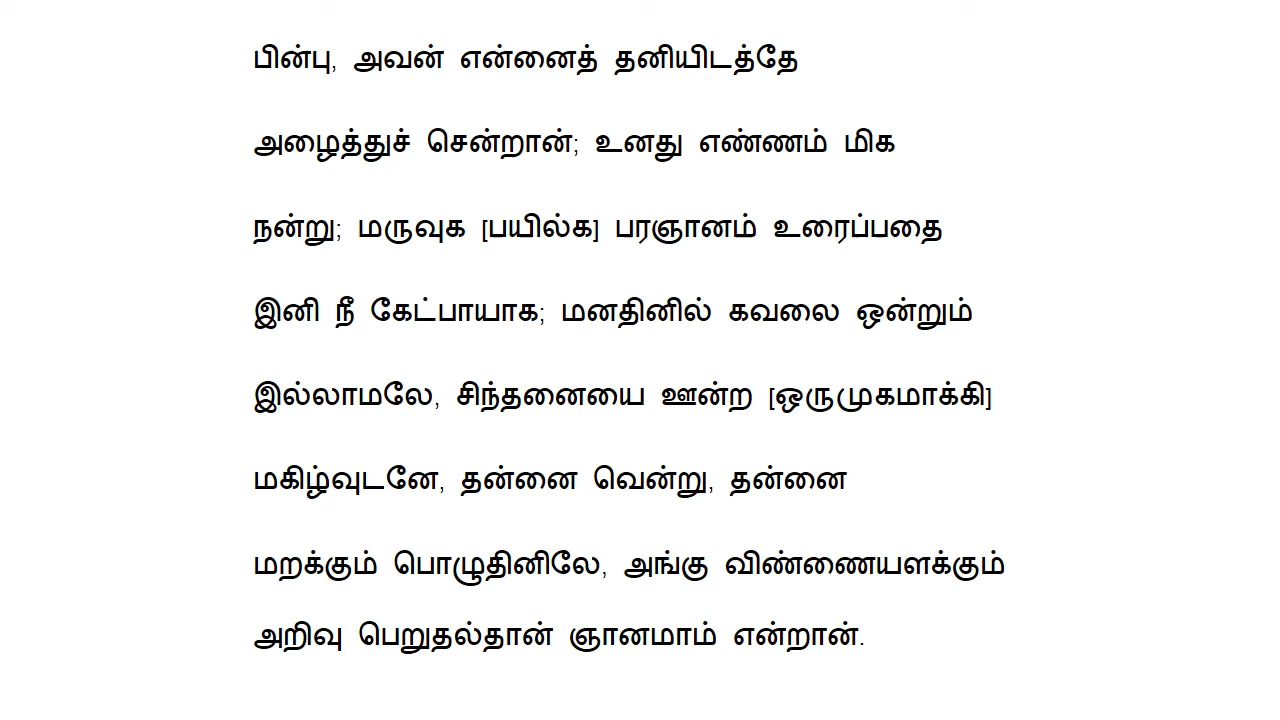 பின்பு, அவன் என்னைத் தனியிடத்தே
அழைத்துச் சென்றான்; உனது எண்ணம் மிக
நன்று; மருவுக [பயில்க] பரஞானம் உரைப்பதை
இனி நீ கேட்பாயாக; மனதினில் கவலை ஒன்றும்
இல்லாமலே, சிந்தனையை ஊன்ற [ஒருமுகமாக்கி]
மகிழ்வுடனே, தன்னை வென்று, தன்னை
மறக்கும் பொழுதினிலே, அங்கு விண்ணையளக்கும்
அறிவு பெறுதல்தான் ஞானமாம் என்றான்.